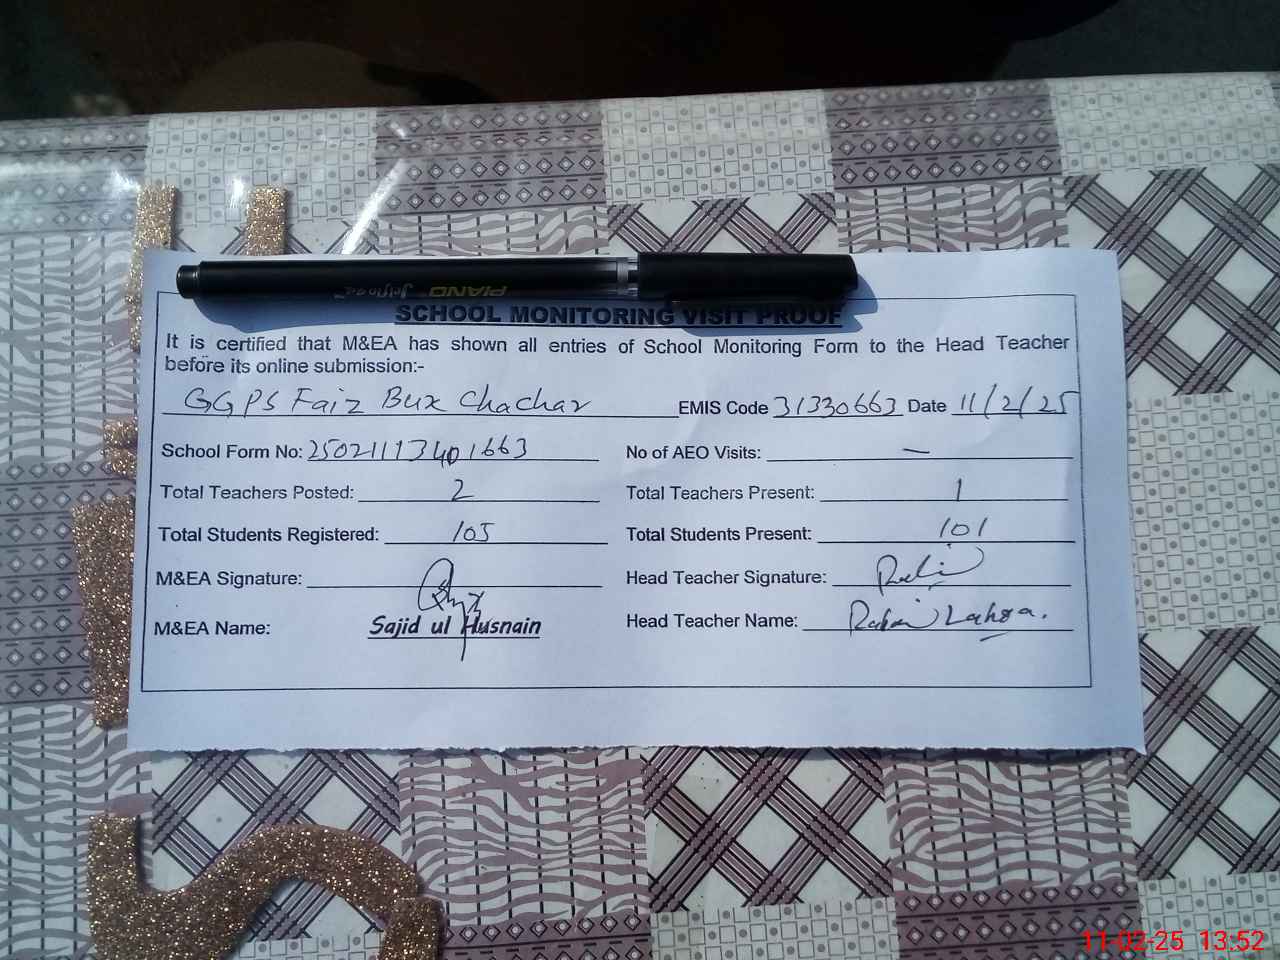 PIANO
SCHOOL MONITORING VISIT PROOF
It is certified that M&EA has shown all entries of School Monitoring Form to the Head Teacher
before its online submission:-
GGPS Faiz Bux Chachar EMIS Code 31330663 Date 11/2/25
School Form No: 25021113401663 No of AEO Visits: —
Total Teachers Posted: 2 Total Teachers Present: 1
Total Students Registered: 105 Total Students Present: 101
M&EA Signature: Head Teacher Signature:
M&EA Name: Sajid ul Husnain Head Teacher Name:
11-02-25 13:52